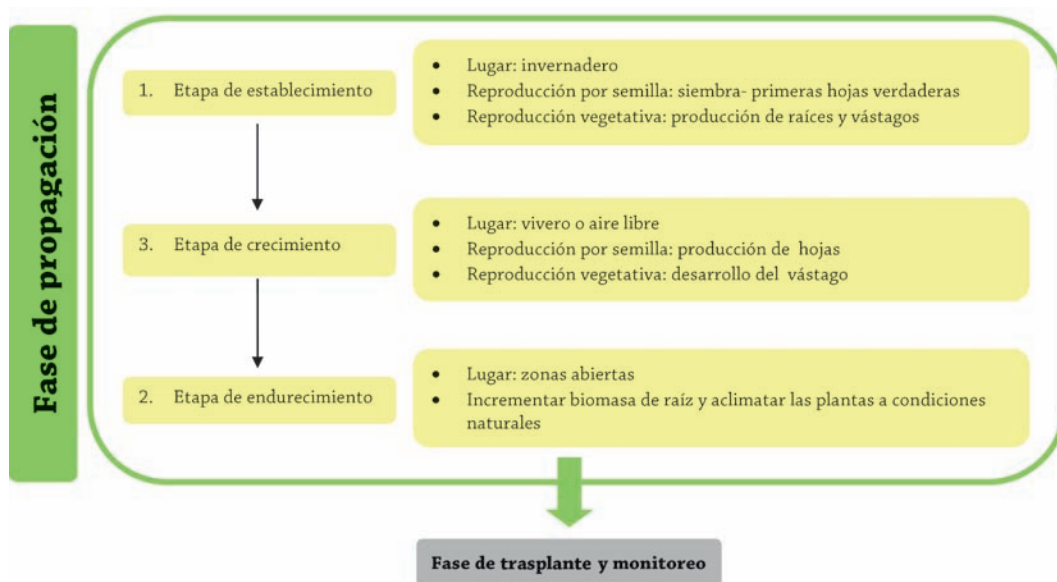 Fase de propagación
1. Etapa de establecimiento
• Lugar: invernadero
• Reproducción por semilla: siembra- primeras hojas verdaderas
• Reproducción vegetativa: producción de raíces y vástagos
3. Etapa de crecimiento
• Lugar: vivero o aire libre
• Reproducción por semilla: producción de hojas
• Reproducción vegetativa: desarrollo del vástago
2. Etapa de endurecimiento
• Lugar: zonas abiertas
• Incrementar biomasa de raíz y aclimatar las plantas a condiciones
naturales
Fase de trasplante y monitoreo